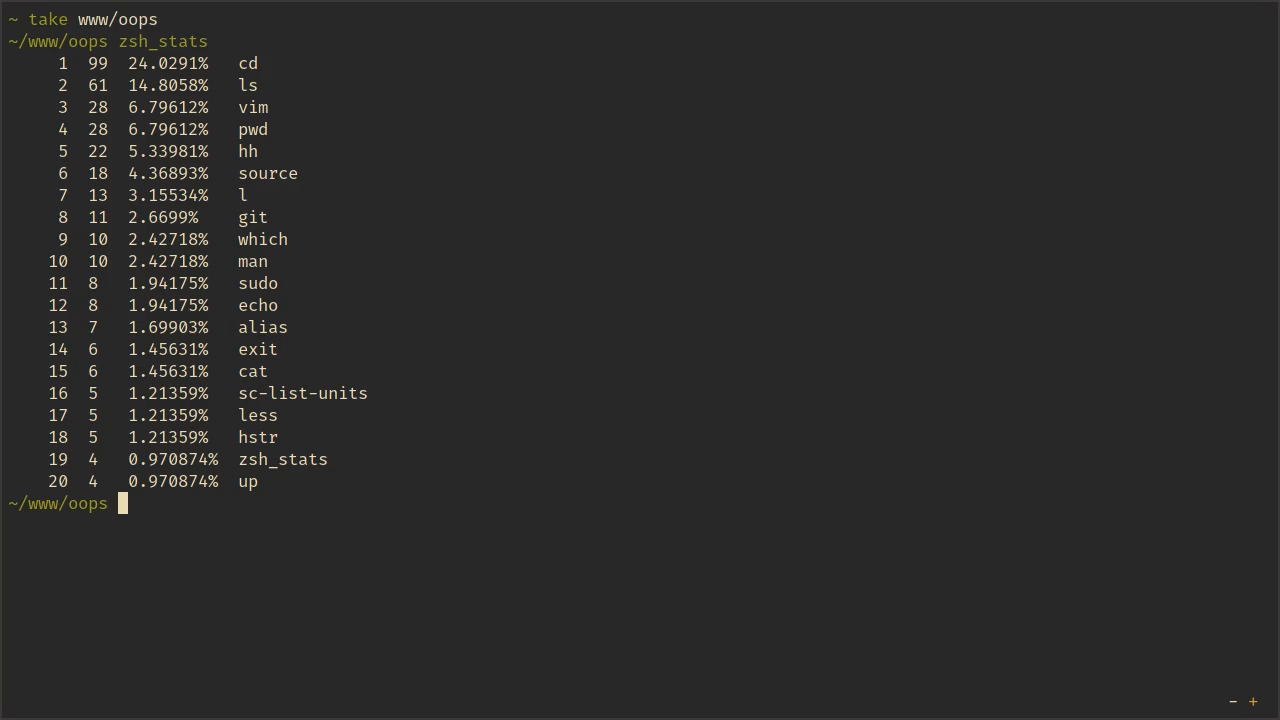 ~ take www/oops
~/www/oops zsh_stats
1 99 24.0291% cd
2 61 14.8058% ls
3 28 6.79612% vim
4 28 6.79612% pwd
5 22 5.33981% hh
6 18 4.36893% source
7 13 3.15534% l
8 11 2.6699% git
9 10 2.42718% which
10 10 2.42718% man
11 8 1.94175% sudo
12 8 1.94175% echo
13 7 1.69903% alias
14 6 1.45631% exit
15 6 1.45631% cat
16 5 1.21359% sc-list-units
17 5 1.21359% less
18 5 1.21359% hstr
19 4 0.970874% zsh_stats
20 4 0.970874% up
~/www/oops
- +